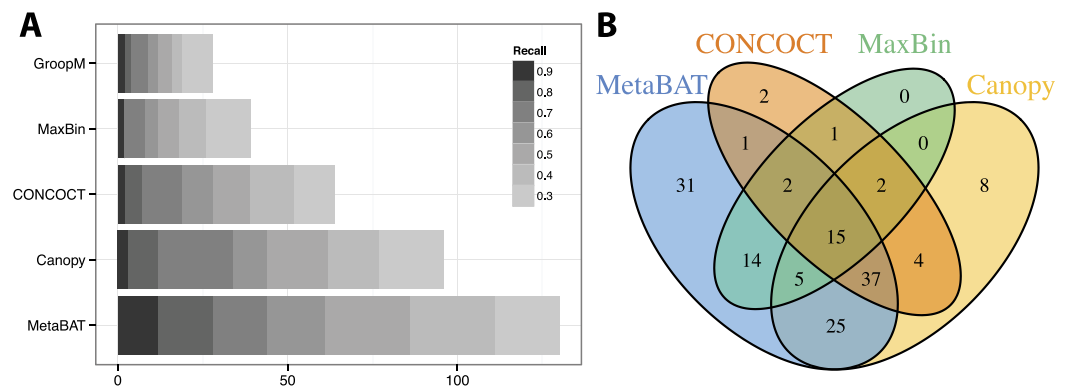 A
GroopM
MaxBin
CONCOCT
Canopy
MetaBAT
0
50
100
Recall
0.9
0.8
0.7
0.6
0.5
0.4
0.3
B
CONCOCT
MaxBin
MetaBAT
Canopy
2
0
1
1
0
31
2
2
8
15
14
5
37
4
25